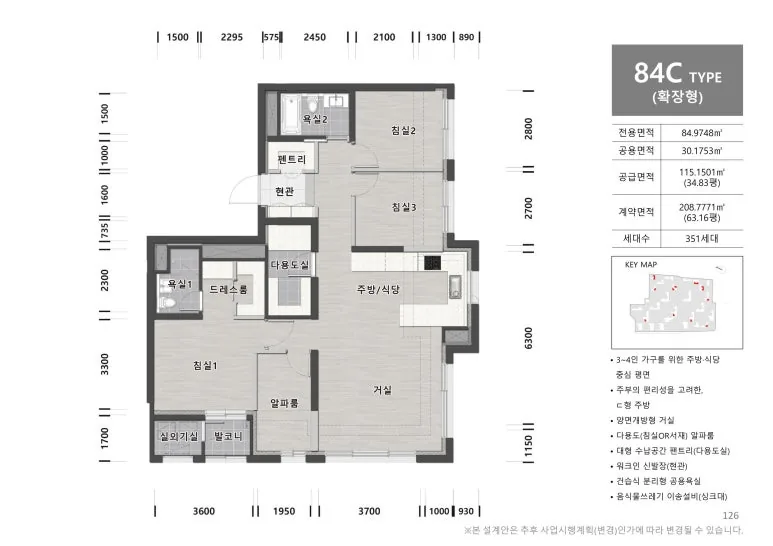 1500 2295 575 2450 2100 1300 890
1500
1000
1600
735
2300
3300
1700
욕실2
침실2
펜트리
현관
침실3
다용도실
욕실1
드레스룸
주방/식당
침실1
거실
알파룸
실외기실
발코니
2800
2700
6300
1150
3600 1950 3700 1000 930
84C TYPE
(확장형)
전용면적 84.9748㎡
공용면적 30.1753㎡
공급면적 115.1501㎡
(34.83평)
계약면적 208.7771㎡
(63.16평)
세대수 351세대
KEY MAP
• 3~4인 가구를 위한 주방·식당
중심 평면
• 주부의 편리성을 고려한,
ㄷ형 주방
• 양면개방형 거실
• 다용도(침실OR서재) 알파룸
• 대형 수납공간 팬트리(다용도실)
• 워크인 신발장(현관)
• 건습식 분리형 공용욕실
• 음식물쓰레기 이송설비(싱크대)
126
※본 설계안은 추후 사업시행계획(변경)인가에 따라 변경될 수 있습니다.